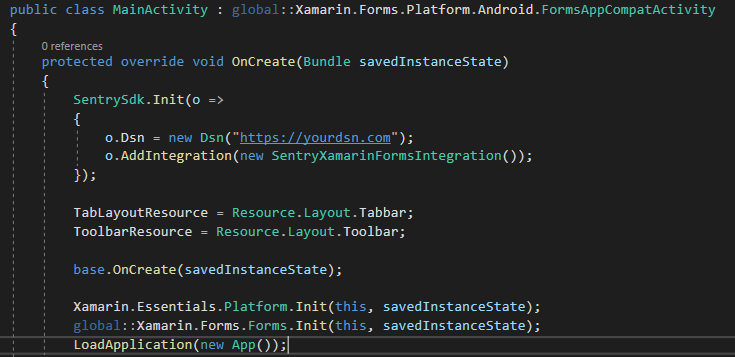 public class MainActivity : global::Xamarin.Forms.Platform.Android.FormsAppCompatActivity
{
0 references
protected override void OnCreate(Bundle savedInstanceState)
{
SentrySdk.Init(o =>
{
o.Dsn = new Dsn("https://yourdsn.com");
o.AddIntegration(new SentryXamarinFormsIntegration());
});
TabLayoutResource = Resource.Layout.Tabbar;
ToolbarResource = Resource.Layout.Toolbar;
base.OnCreate(savedInstanceState);
Xamarin.Essentials.Platform.Init(this, savedInstanceState);
global::Xamarin.Forms.Forms.Init(this, savedInstanceState);
LoadApplication(new App());